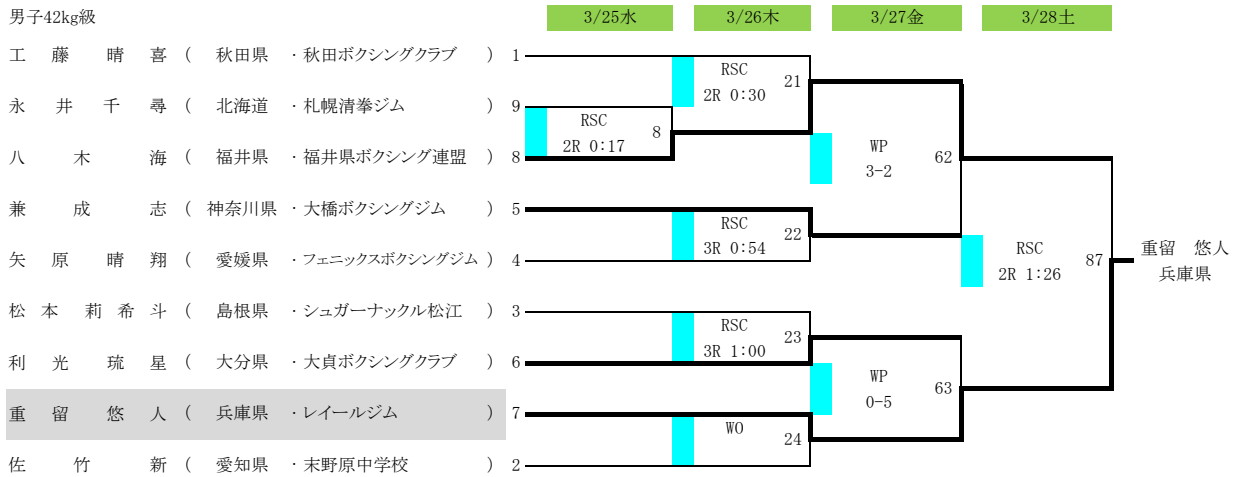 男子42kg級 3/25水 3/26木 3/27金 3/28土
工藤 晴喜 ( 秋田県 ・秋田ボクシングクラブ ) 1
RSC
21
2R 0:30
永井千尋 ( 北海道 ・札幌清拳ジム ) 9
RSC
8
2R 0:17
八木 海 ( 福井県 ・福井県ボクシング連盟 ) 8
WP
62
3-2
兼成志 ( 神奈川県 ・大橋ボクシングジム ) 5
RSC
22
3R 0:54
矢原晴翔 ( 愛媛県 ・フェニックスボクシングジム ) 4
RSC
87
2R 1:26
重留 悠人
兵庫県
松本莉希斗 ( 島根県 ・シュガーナックル松江 ) 3
RSC
23
3R 1:00
利光琉星 ( 大分県 ・大貞ボクシングクラブ ) 6
WP
63
0-5
重留悠人 ( 兵庫県 ・レイールジム ) 7
WO
24
佐竹 新 ( 愛知県 ・末野原中学校 ) 2